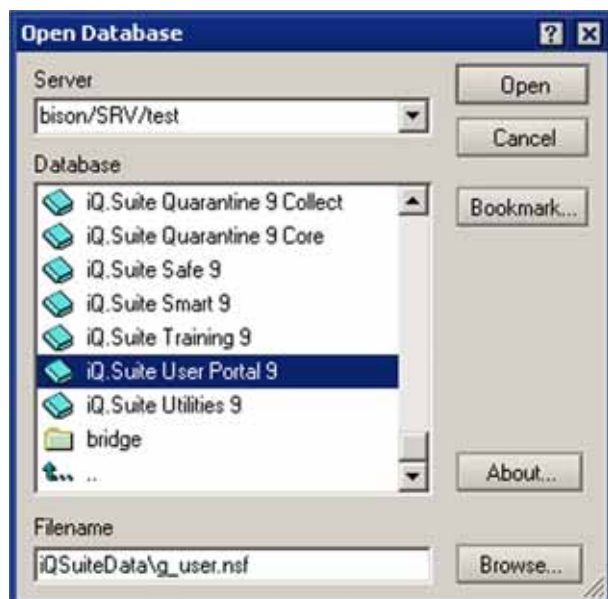 Open Database
Server
bison/SRV/test
Database
iQ.Suite Quarantine 9 Collect
iQ.Suite Quarantine 9 Core
iQ.Suite Safe 9
iQ.Suite Smart 9
iQ.Suite Training 9
iQ.Suite User Portal 9
iQ.Suite Utilities 9
bridge
..
Filename
iQSuiteData\g_user.nsf
Open
Cancel
Bookmark...
About...
Browse...